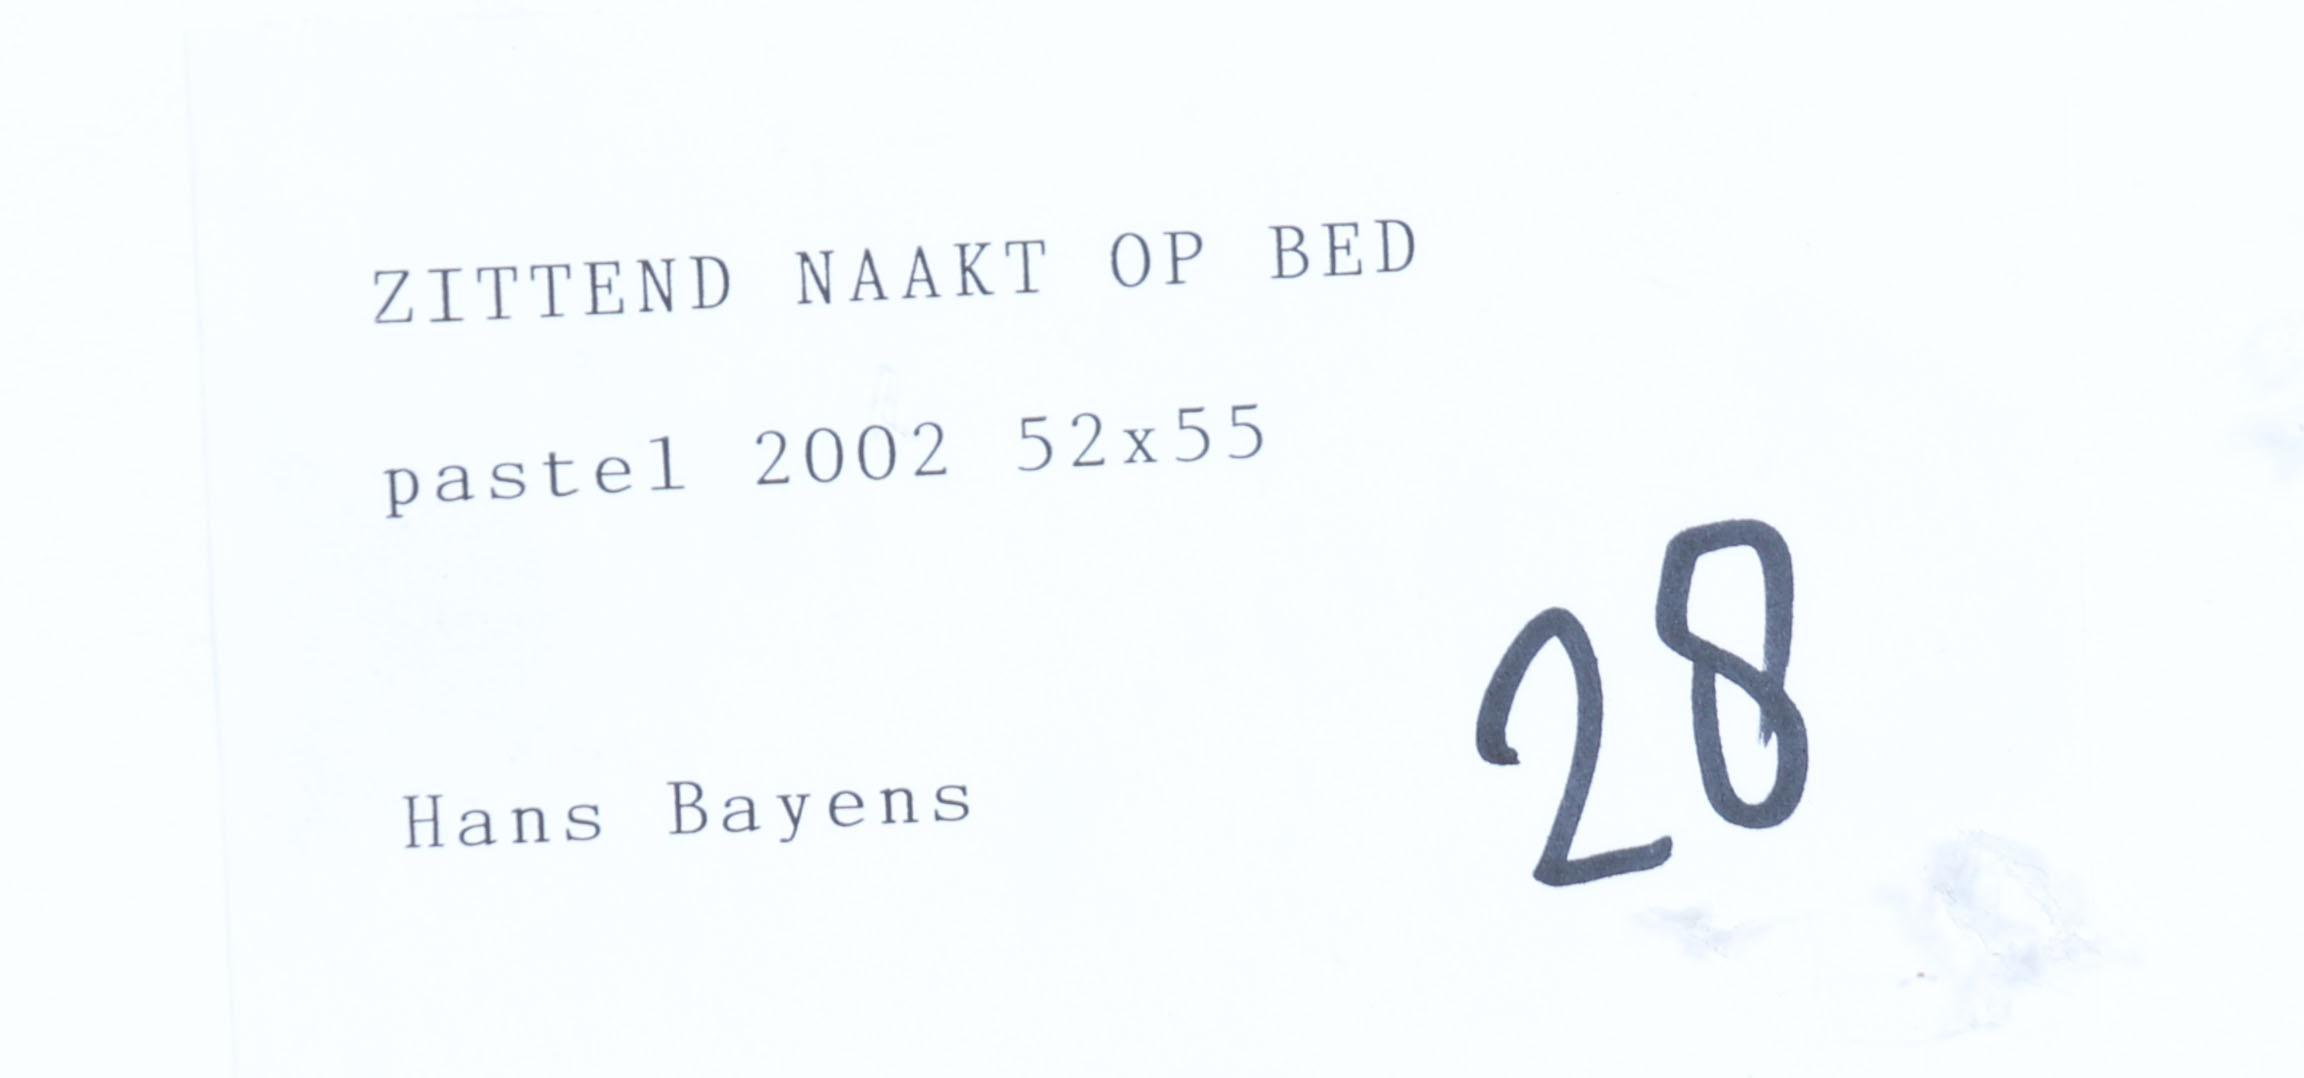 ZITTEND NAAKT OP BED
pastel 2002 52x55
28
Hans Bayens